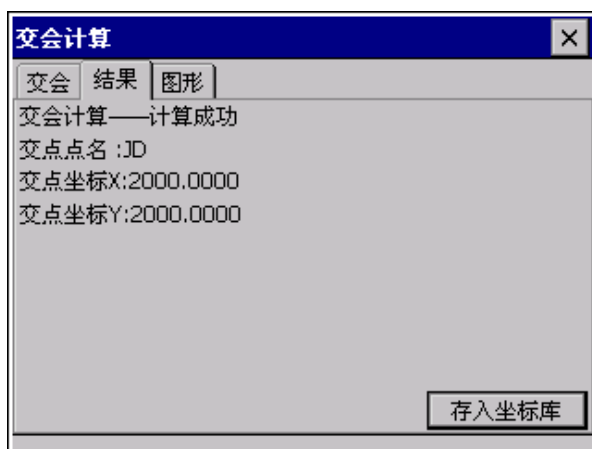 交会计算
交会 结果 图形
交会计算——计算成功
交点点名 :JD
交点坐标X:2000.0000
交点坐标Y:2000.0000
存入坐标库